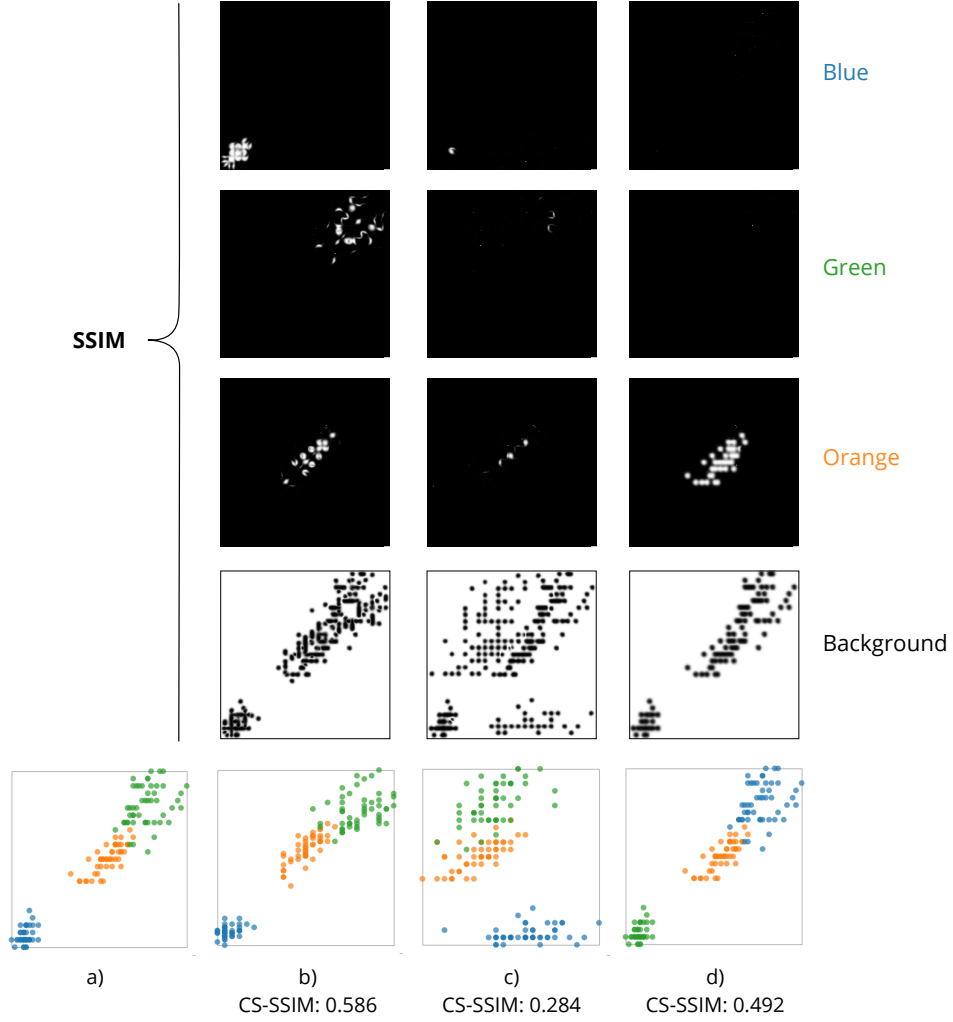 Blue
Green
SSIM
Orange
Background
a)
b)
c)
d)
CS-SSIM: 0.586
CS-SSIM: 0.284
CS-SSIM: 0.492